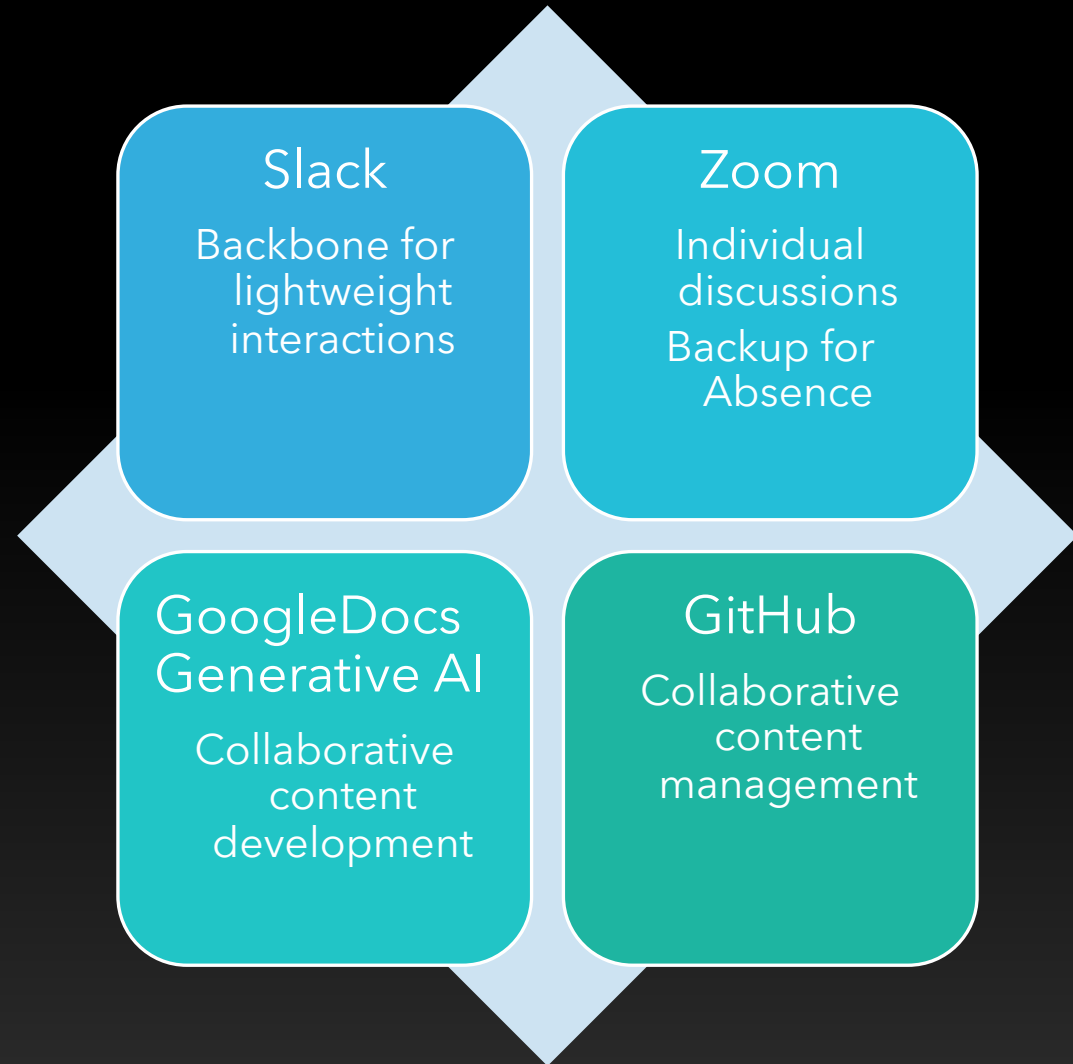 Slack
Backbone for
lightweight
interactions
Zoom
Individual
discussions
Backup for
Absence
GoogleDocs
Generative AI
Collaborative
content
development
GitHub
Collaborative
content
management